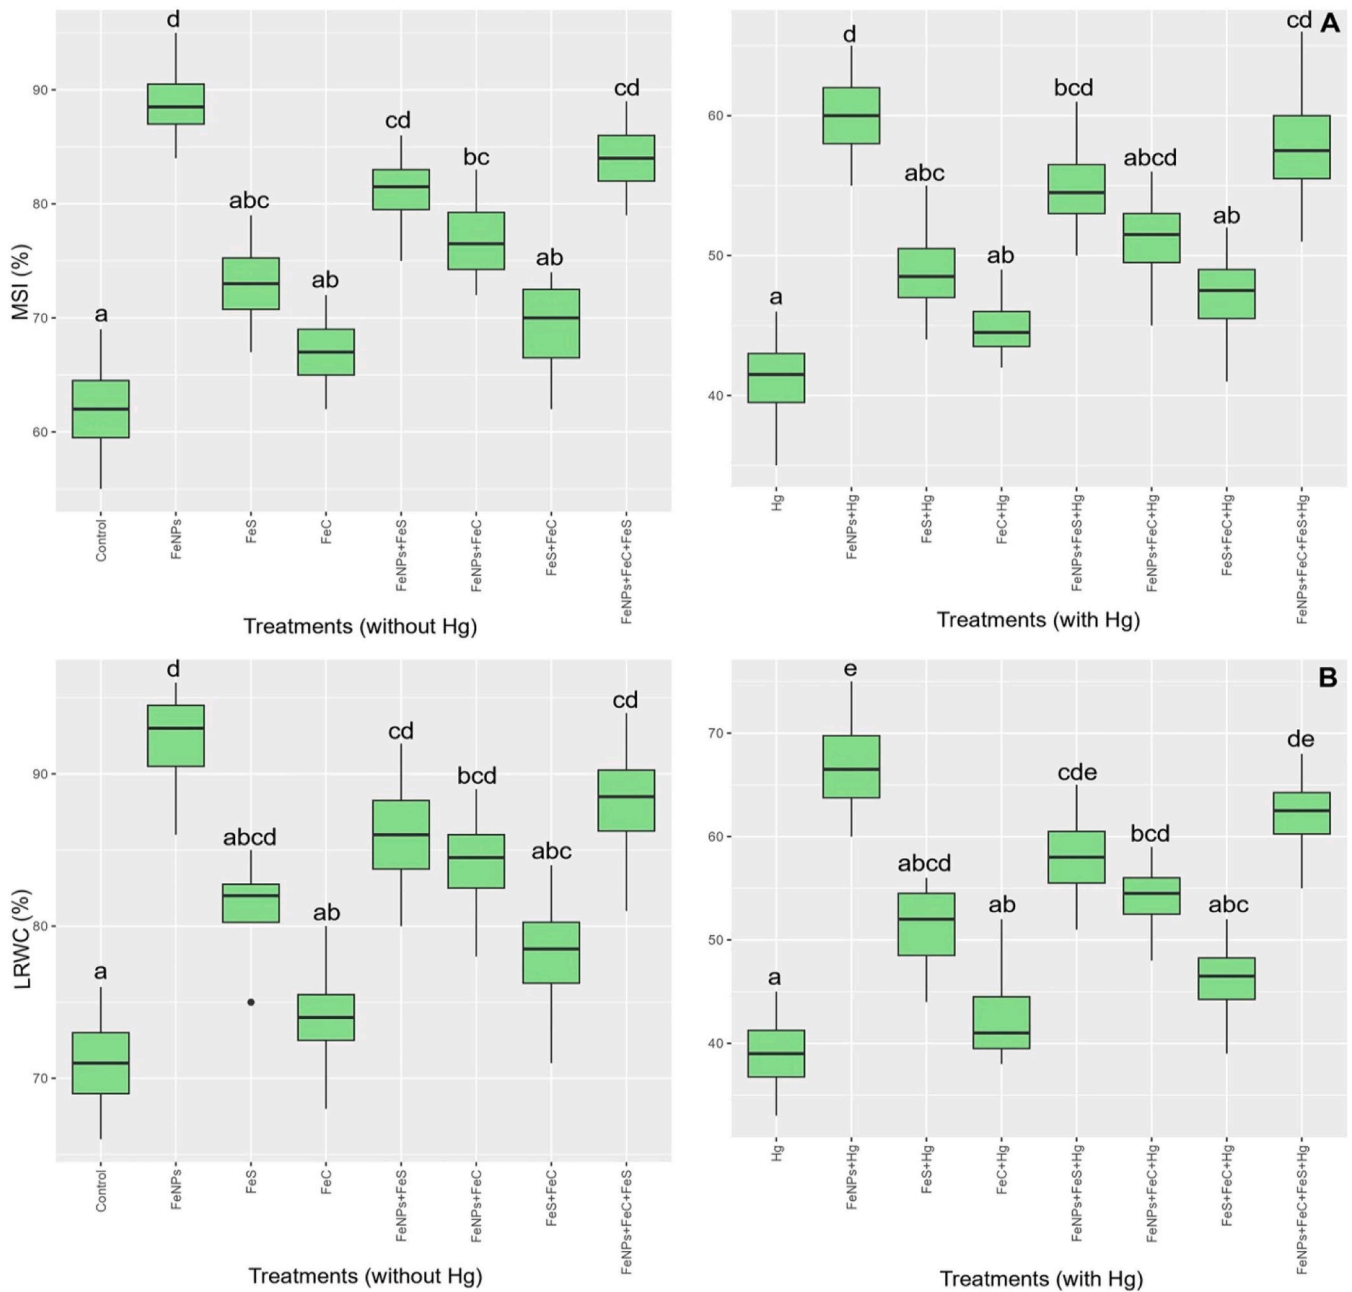 d
cd A
d
cd
90
60
bcd
cd
bc
abcd
abc
abc
80
ab
ab
ab
50
ab
MSI (%)
a
a
70
40
60
Control
FeNPs
FeS
FeC
FeNPs+FeS
FeNPs+FeC
FeS+FeC
FeNPs+FeC+FeS
Hg
FeNPs+Hg
FeS+Hg
FeC+Hg
FeNPs+FeS+Hg
FeNPs+FeC+Hg
FeS+FeC+Hg
FeNPs+FeC+FeS+Hg
Treatments (without Hg)
Treatments (with Hg)
d
e
B
cd
cd
70
de
90
bcd
cde
abcd
abc
60
bcd
abcd
ab
ab
abc
80
50
LRWC (%)
a
a
70
40
Control
FeNPs
FeS
FeC
FeNPs+FeS
FeNPs+FeC
FeS+FeC
FeNPs+FeC+FeS
Hg
FeNPs+Hg
FeS+Hg
FeC+Hg
FeNPs+FeS+Hg
FeNPs+FeC+Hg
FeS+FeC+Hg
FeNPs+FeC+FeS+Hg
Treatments (without Hg)
Treatments (with Hg)